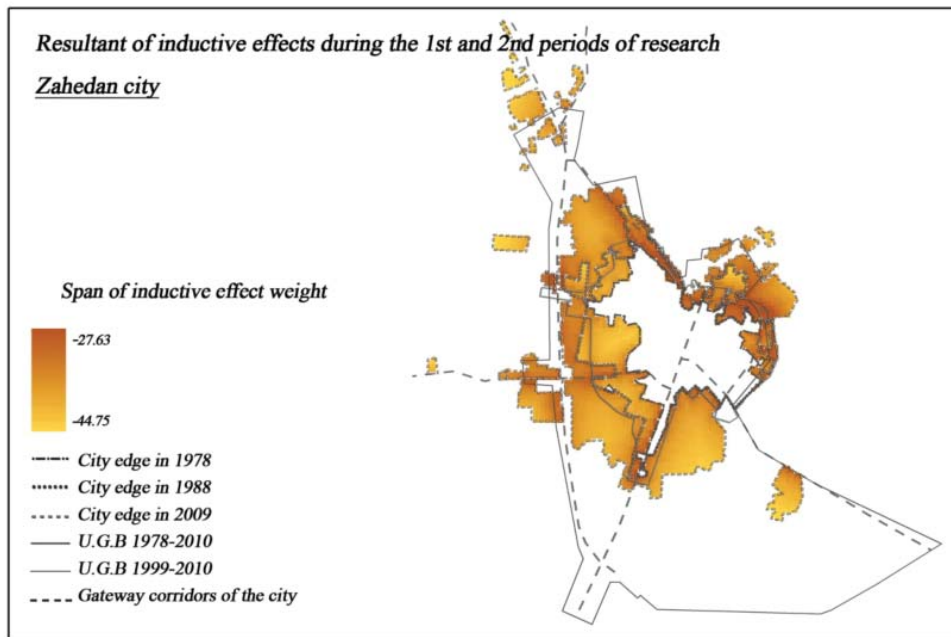 Resultant of inductive effects during the 1st and 2nd periods of research
Zahedan city
Span of inductive effect weight
-27.63
-44.75
City edge in 1978
City edge in 1988
City edge in 2009
U.G.B 1978-2010
U.G.B 1999-2010
Gateway corridors of the city